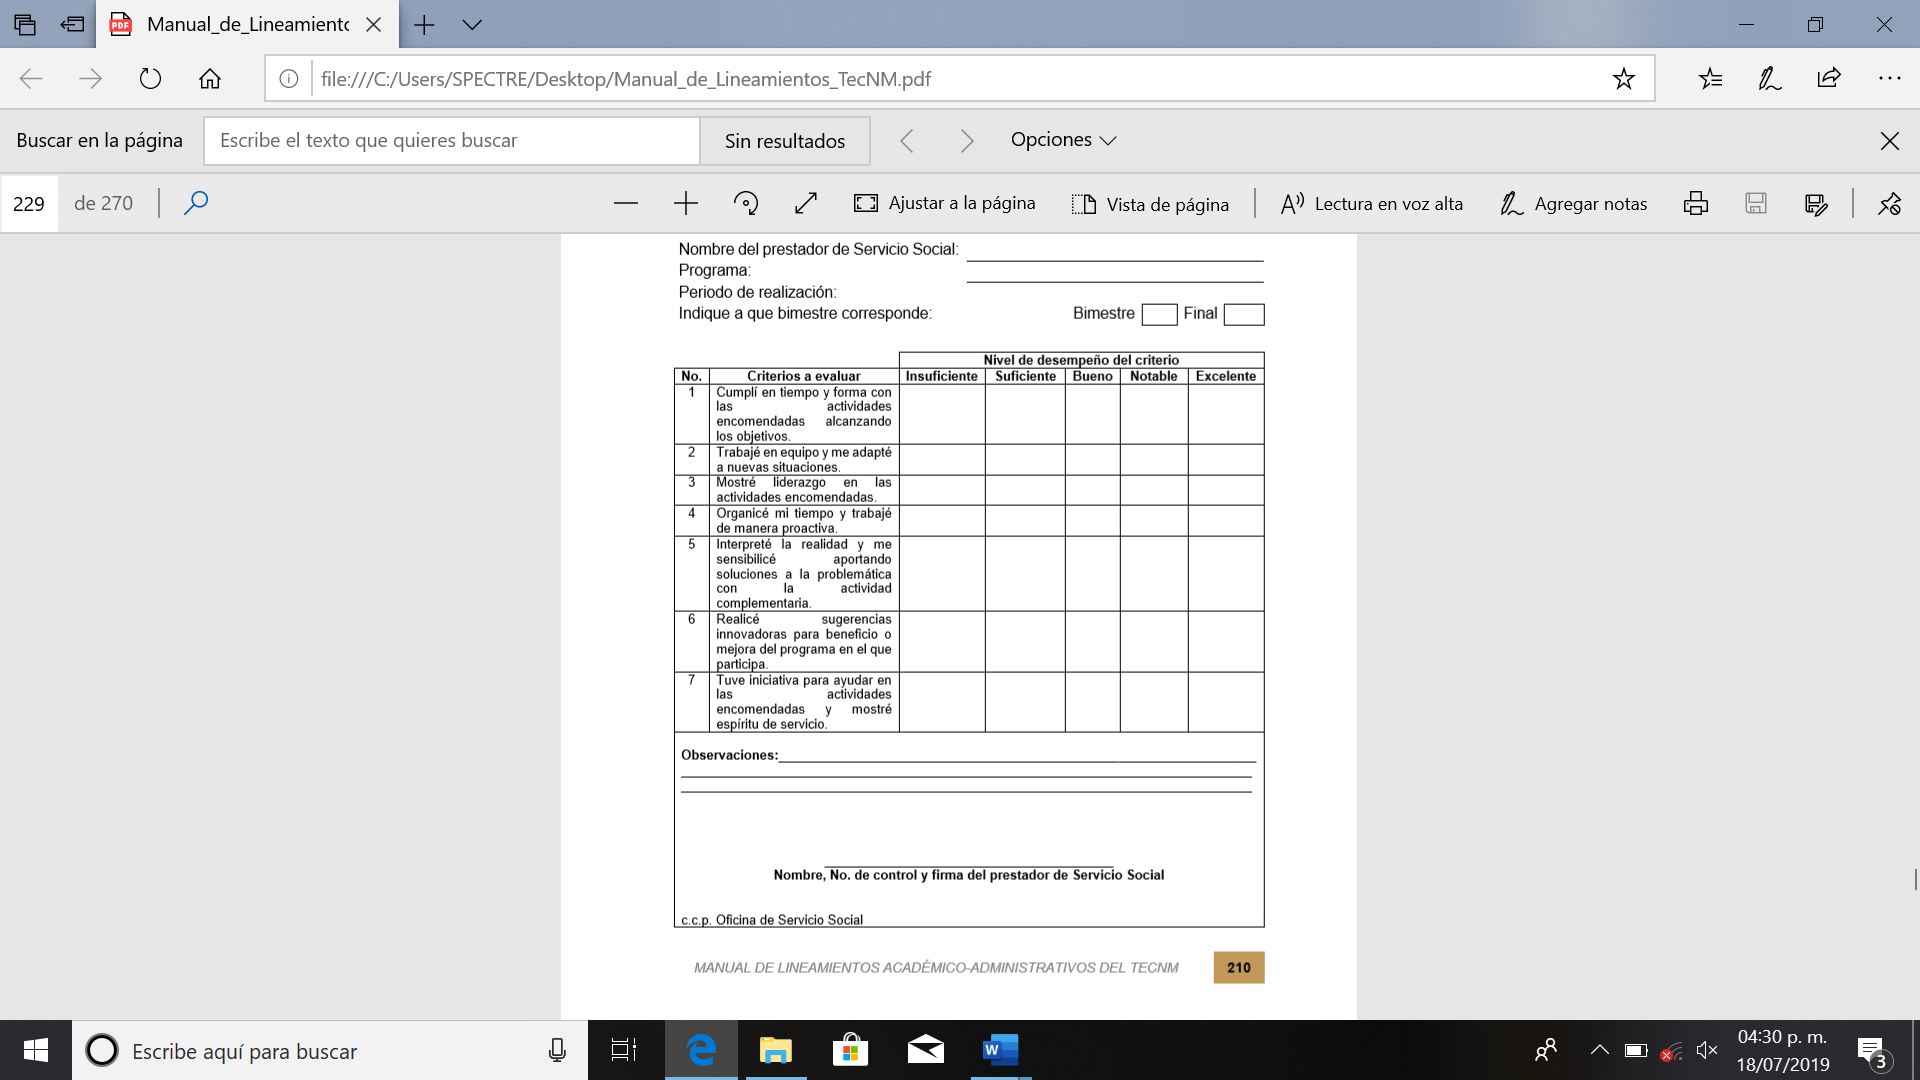 Manual_de_Lineamiento
file:///C:/Users/SPECTRE/Desktop/Manual_de_Lineamientos_TecNM.pdf
Buscar en la página
Escribe el texto que quieres buscar
Sin resultados
Opciones
229 de 270
Ajustar a la página
Vista de página
Lectura en voz alta
Agregar notas
Nombre del prestador de Servicio Social:
Programa:
Periodo de realización:
Indique a que bimestre corresponde: Bimestre Final
Nivel de desempeño del criterio
No. Criterios a evaluar Insuficiente Suficiente Bueno Notable Excelente
1 Cumplí en tiempo y forma con
las actividades
encomendadas alcanzando
los objetivos.
2 Trabajé en equipo y me adapté
a nuevas situaciones.
3 Mostré liderazgo en las
actividades encomendadas.
4 Organicé mi tiempo y trabajé
de manera proactiva.
5 Interpreté la realidad y me
sensibilicé aportando
soluciones a la problemática
con la actividad
complementaria.
6 Realicé sugerencias
innovadoras para beneficio o
mejora del programa en el que
participa.
7 Tuve iniciativa para ayudar en
las actividades
encomendadas y mostré
espíritu de servicio.
Observaciones:
Nombre, No. de control y firma del prestador de Servicio Social
c.c.p. Oficina de Servicio Social
MANUAL DE LINEAMIENTOS ACADÉMICO-ADMINISTRATIVOS DEL TECNM 210
Escribe aquí para buscar
04:30 p. m.
18/07/2019
3